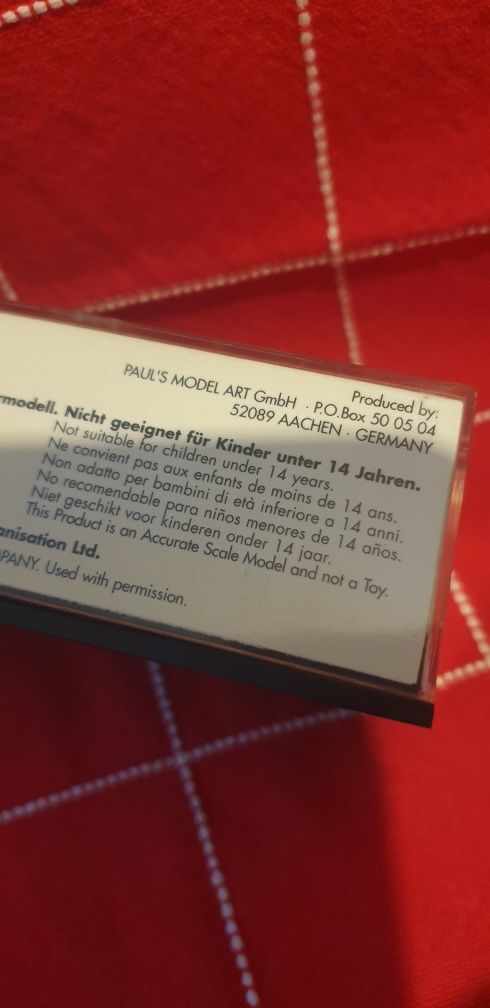 Produced by:
PAUL'S MODEL ART GmbH · P.O.Box 50 05 04
52089 AACHEN · GERMANY
rmodell. Nicht geeignet für Kinder unter 14 Jahren.
Not suitable for children under 14 years.
Ne convient pas aux enfants de moins de 14 ans.
Non adatto per bambini di età inferiore a 14 anni.
No recomendable para niños menores de 14 años.
Niet geschikt voor kinderen onder 14 jaar.
This Product is an Accurate Scale Model and not a Toy.
anisation Ltd.
PANY. Used with permission.